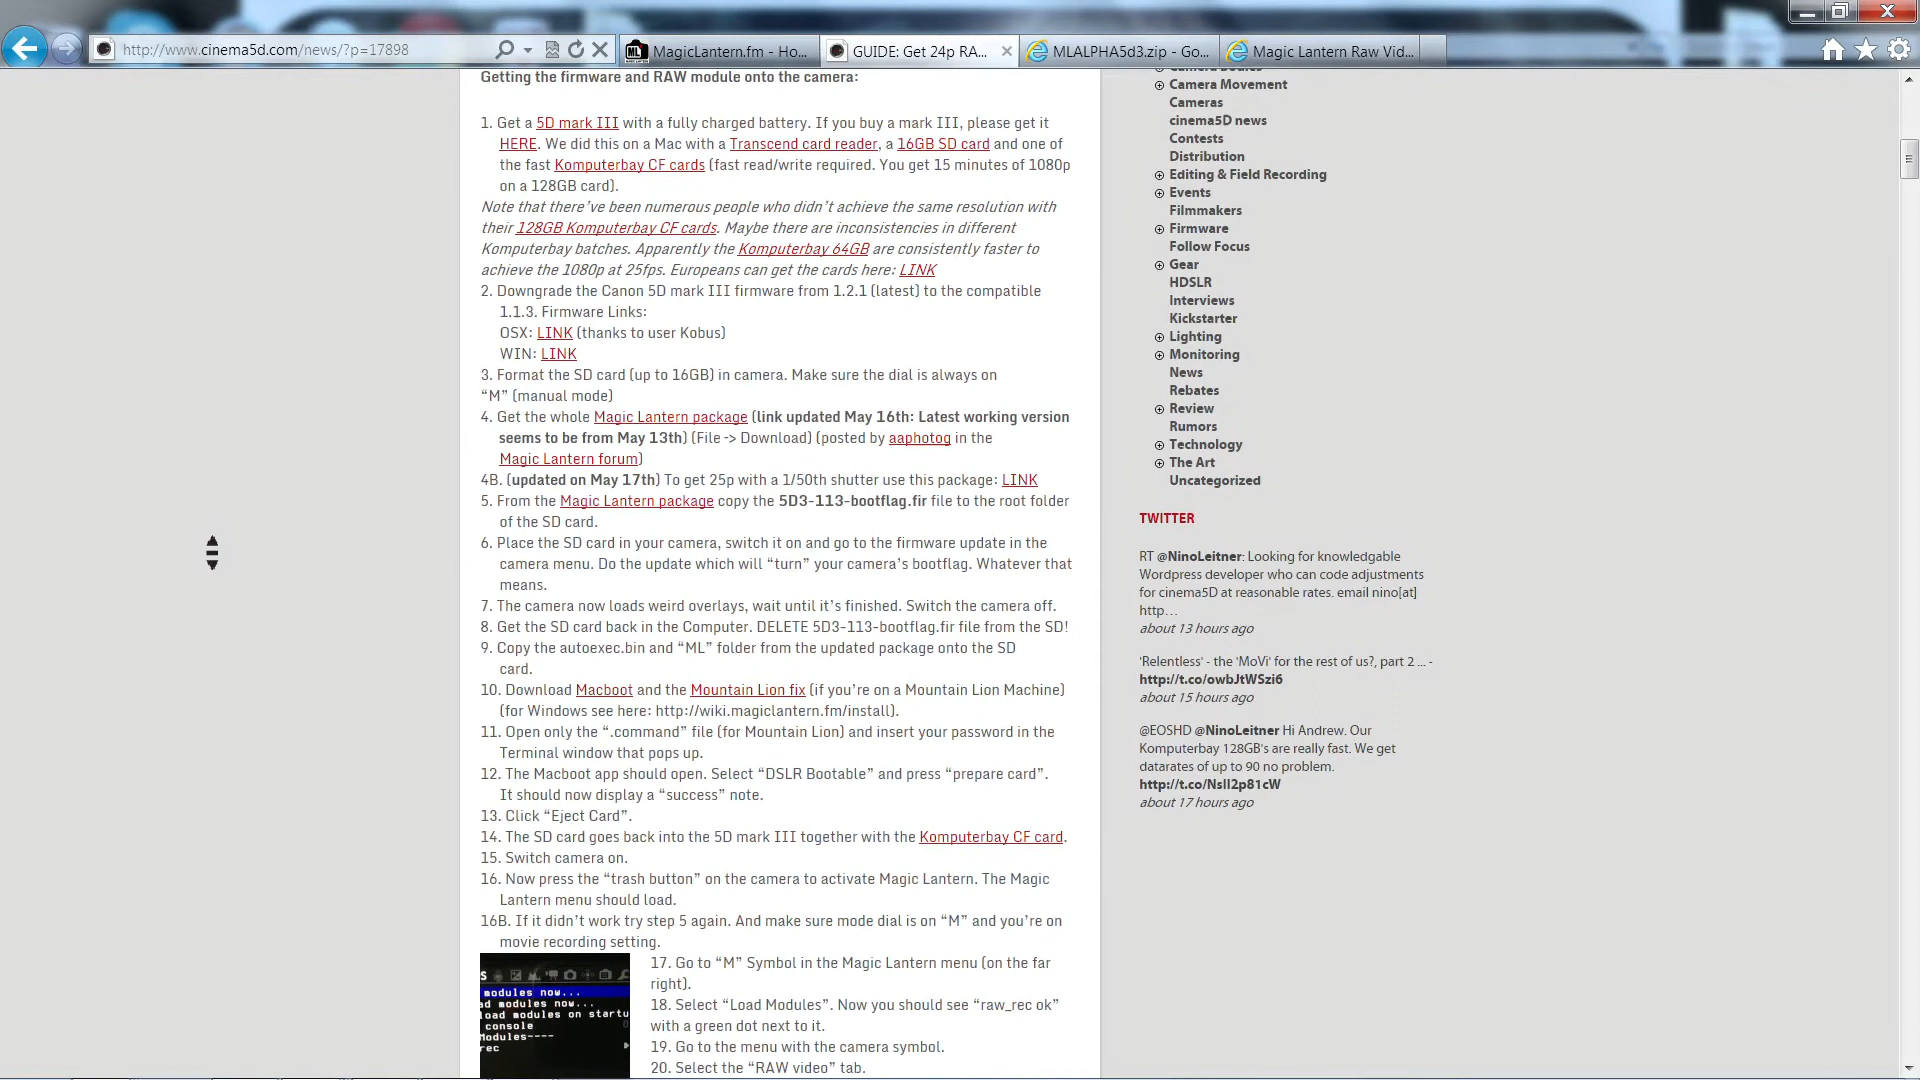 http://www.cinema5d.com/news/?p=17898
MagicLantern.fm - Ho...
GUIDE: Get 24p RA...
MLALPHA5d3.zip - Go...
Magic Lantern Raw Vid...
Getting the firmware and RAW module onto the camera:
1. Get a 5D mark III with a fully charged battery. If you buy a mark III, please get it
HERE. We did this on a Mac with a Transcend card reader, a 16GB SD card and one of
the fast Komputerbay CF cards (fast read/write required. You get 15 minutes of 1080p
on a 128GB card).
Note that there’ve been numerous people who didn’t achieve the same resolution with
their 128GB Komputerbay CF cards. Maybe there are inconsistencies in different
Komputerbay batches. Apparently the Komputerbay 64GB are consistently faster to
achieve the 1080p at 25fps. Europeans can get the cards here: LINK
2. Downgrade the Canon 5D mark III firmware from 1.2.1 (latest) to the compatible
1.1.3. Firmware Links:
OSX: LINK (thanks to user Kobus)
WIN: LINK
3. Format the SD card (up to 16GB) in camera. Make sure the dial is always on
“M” (manual mode)
4. Get the whole Magic Lantern package (link updated May 16th: Latest working version
seems to be from May 13th) (File -> Download) (posted by aaphotog in the
Magic Lantern forum)
4B. (updated on May 17th) To get 25p with a 1/50th shutter use this package: LINK
5. From the Magic Lantern package copy the 5D3-113-bootflag.fir file to the root folder
of the SD card.
6. Place the SD card in your camera, switch it on and go to the firmware update in the
camera menu. Do the update which will “turn” your camera’s bootflag. Whatever that
means.
7. The camera now loads weird overlays, wait until it’s finished. Switch the camera off.
8. Get the SD card back in the Computer. DELETE 5D3-113-bootflag.fir file from the SD!
9. Copy the autoexec.bin and “ML” folder from the updated package onto the SD
card.
10. Download Macboot and the Mountain Lion fix (if you’re on a Mountain Lion Machine)
(for Windows see here: http://wiki.magiclantern.fm/install).
11. Open only the “.command” file (for Mountain Lion) and insert your password in the
Terminal window that pops up.
12. The Macboot app should open. Select “DSLR Bootable” and press “prepare card”.
It should now display a “success” note.
13. Click “Eject Card”.
14. The SD card goes back into the 5D mark III together with the Komputerbay CF card.
15. Switch camera on.
16. Now press the “trash button” on the camera to activate Magic Lantern. The Magic
Lantern menu should load.
16B. If it didn’t work try step 5 again. And make sure mode dial is on “M” and you’re on
movie recording setting.
modules now...
ad modules now...
load modules on startu
console
Modules----
rec
17. Go to “M” Symbol in the Magic Lantern menu (on the far
right).
18. Select “Load Modules”. Now you should see “raw_rec ok”
with a green dot next to it.
19. Go to the menu with the camera symbol.
20. Select the “RAW video” tab.
Camera Movement
Cameras
cinema5D news
Contests
Distribution
Editing & Field Recording
Events
Filmmakers
Firmware
Follow Focus
Gear
HDSLR
Interviews
Kickstarter
Lighting
Monitoring
News
Rebates
Review
Rumors
Technology
The Art
Uncategorized
TWITTER
RT @NinoLeitner: Looking for knowledgable
Wordpress developer who can code adjustments
for cinema5D at reasonable rates. email nino[at]
http…
about 13 hours ago
'Relentless' - the 'MoVi' for the rest of us?, part 2 ... -
http://t.co/owbJtWSzi6
about 15 hours ago
@EOSHD @NinoLeitner Hi Andrew. Our
Komputerbay 128GB's are really fast. We get
datarates of up to 90 no problem.
http://t.co/NsIl2p81cW
about 17 hours ago